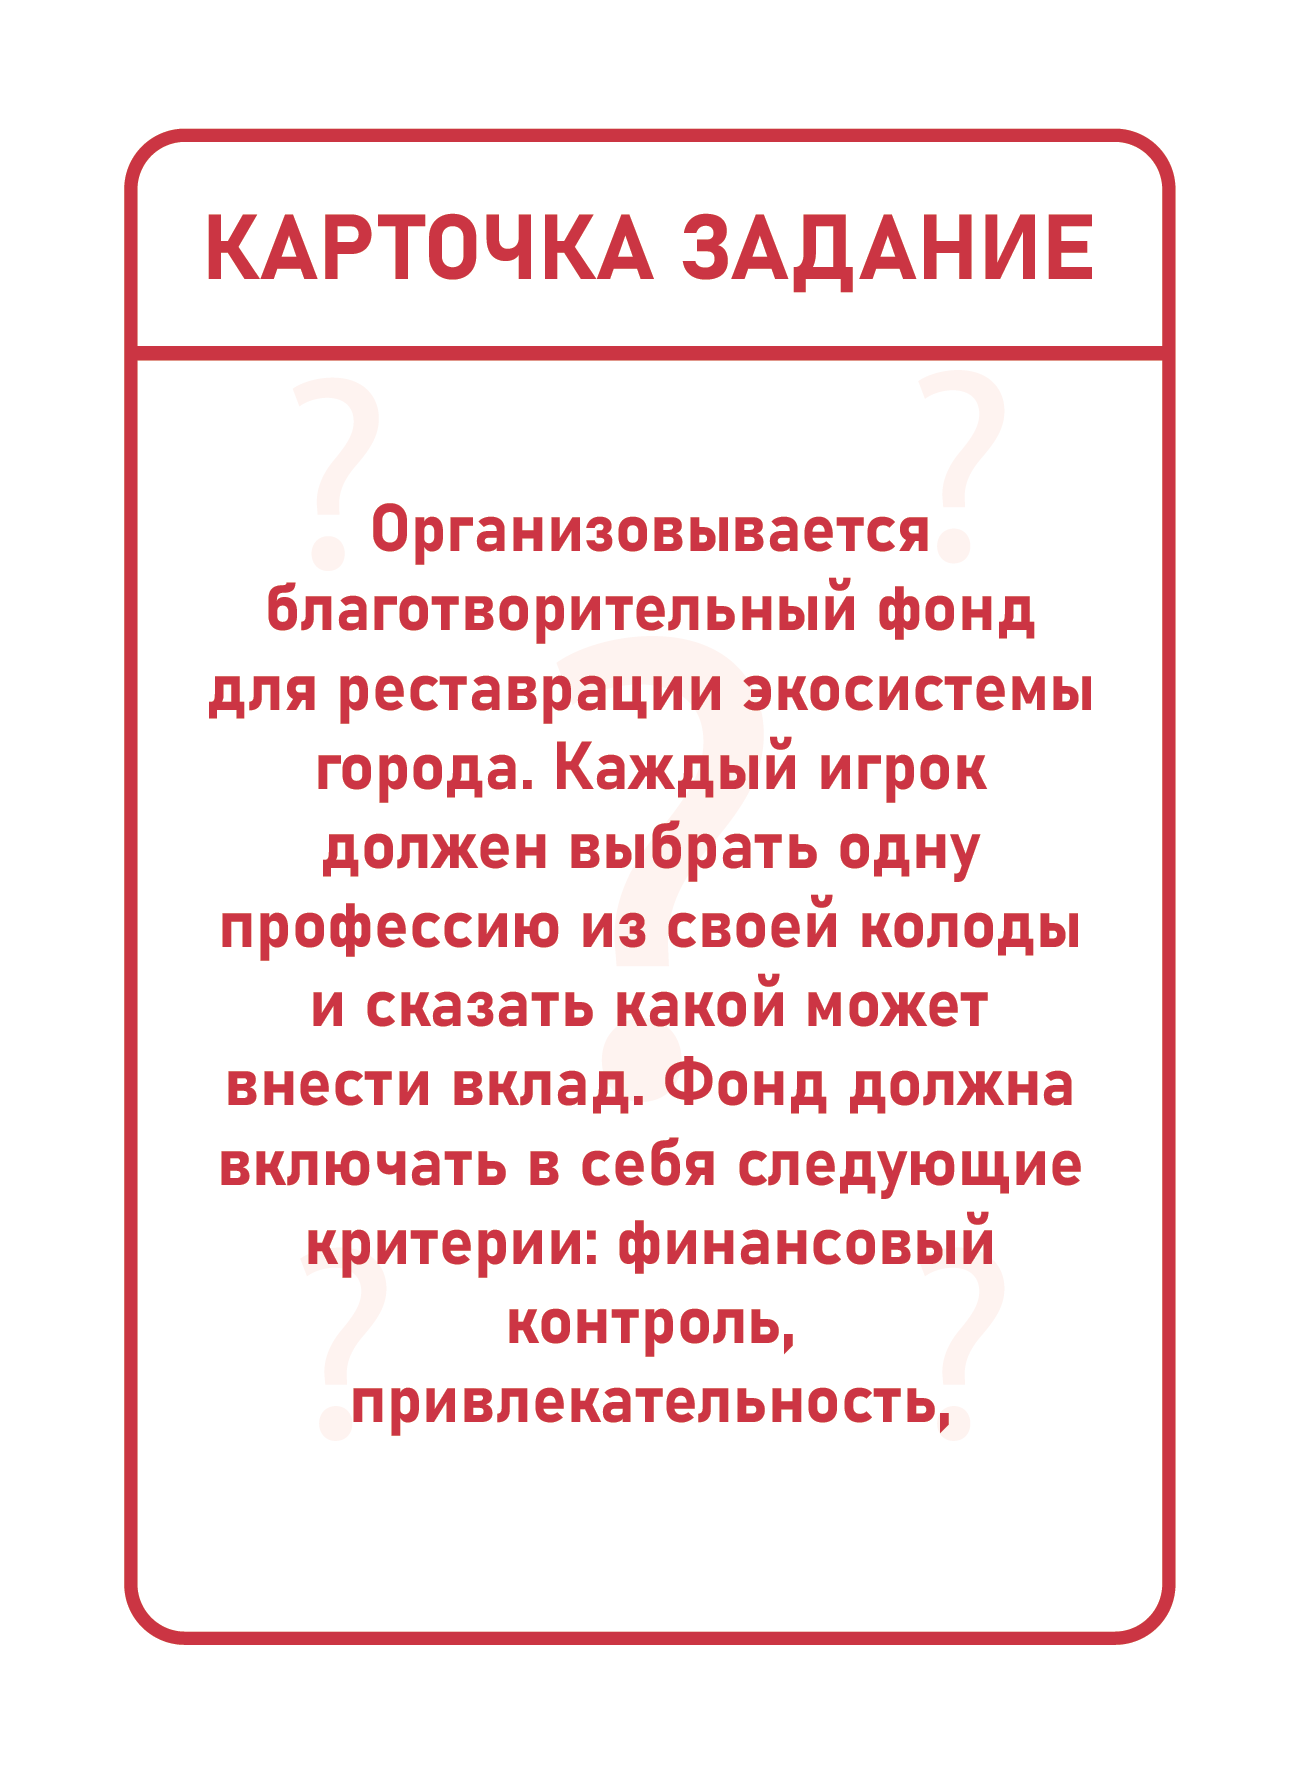 КАРТОЧКА ЗАДАНИЕ
Организовывается
благотворительный фонд
для реставрации экосистемы
города. Каждый игрок
должен выбрать одну
профессию из своей колоды
и сказать какой может
внести вклад. Фонд должна
включать в себя следующие
критерии: финансовый
контроль,
привлекательность,